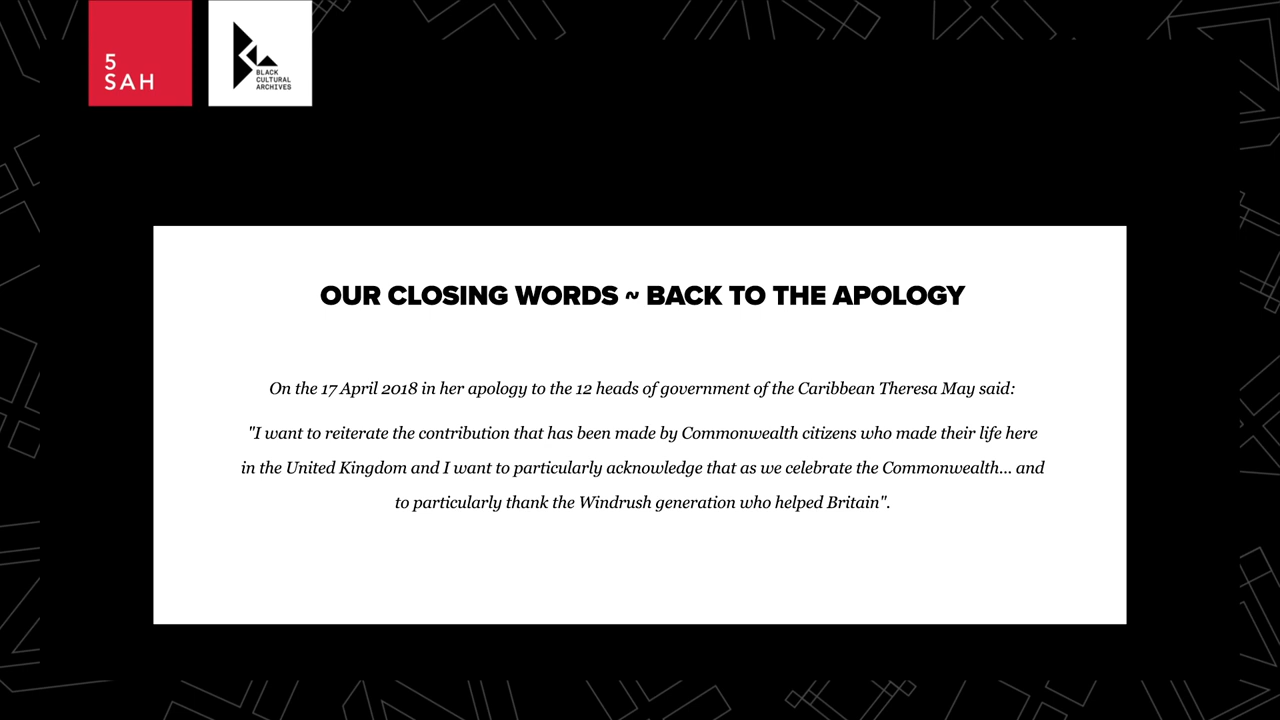 5
SAH
BLACK
CULTURAL
ARCHIVES
OUR CLOSING WORDS ~ BACK TO THE APOLOGY
On the 17 April 2018 in her apology to the 12 heads of government of the Caribbean Theresa May said:
"I want to reiterate the contribution that has been made by Commonwealth citizens who made their life here
in the United Kingdom and I want to particularly acknowledge that as we celebrate the Commonwealth... and
to particularly thank the Windrush generation who helped Britain".